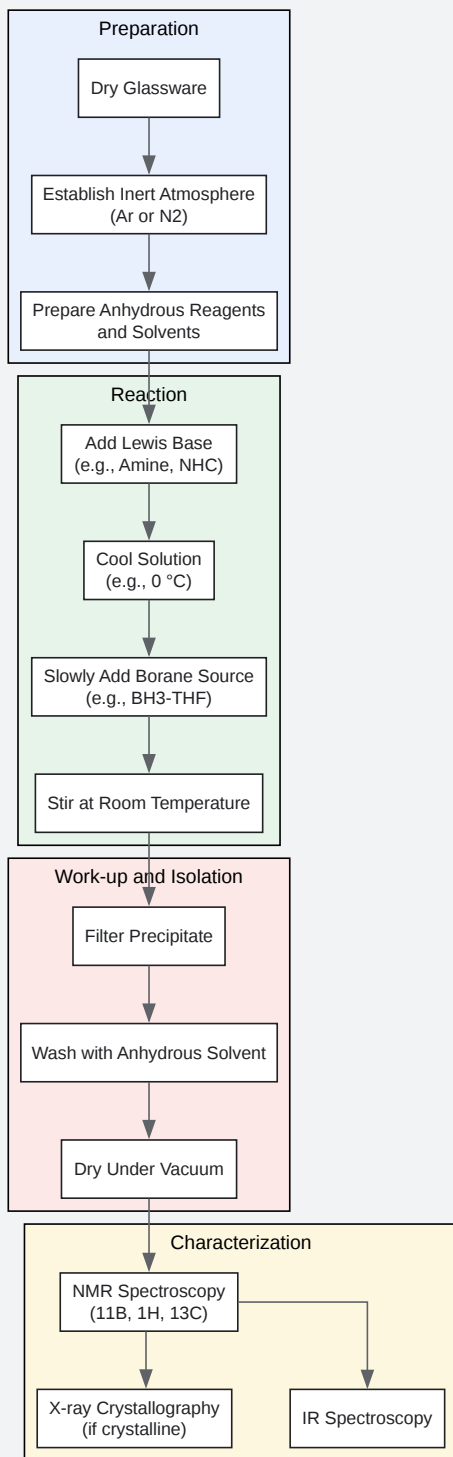 Preparation
Dry Glassware
Establish Inert Atmosphere
(Ar or N2)
Prepare Anhydrous Reagents
and Solvents
Reaction
Add Lewis Base
(e.g., Amine, NHC)
Cool Solution
(e.g., 0 °C)
Slowly Add Borane Source
(e.g., BH3-THF)
Stir at Room Temperature
Work-up and Isolation
Filter Precipitate
Wash with Anhydrous Solvent
Dry Under Vacuum
Characterization
NMR Spectroscopy
(11B, 1H, 13C)
X-ray Crystallography
(if crystalline)
IR Spectroscopy